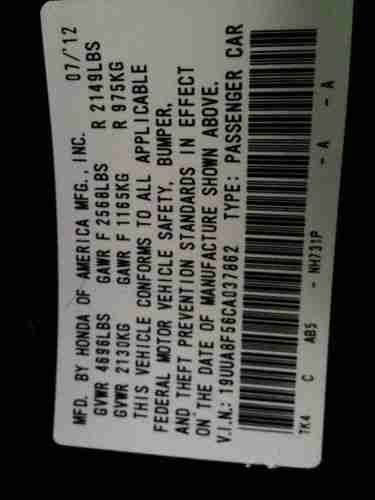 MFD. BY HONDA OF AMERICA MFG., INC. 07/'12
GVWR 4696LBS GAWR F 2568LBS R 2149LBS
GVWR 2130KG GAWR F 1165KG R 975KG
THIS VEHICLE CONFORMS TO ALL APPLICABLE
FEDERAL MOTOR VEHICLE SAFETY, BUMPER,
AND THEFT PREVENTION STANDARDS IN EFFECT
ON THE DATE OF MANUFACTURE SHOWN ABOVE.
V.I.N.: 19UUA8F56CA037862 TYPE: PASSENGER CAR
TK4 C AB5 - NH731P - A - A